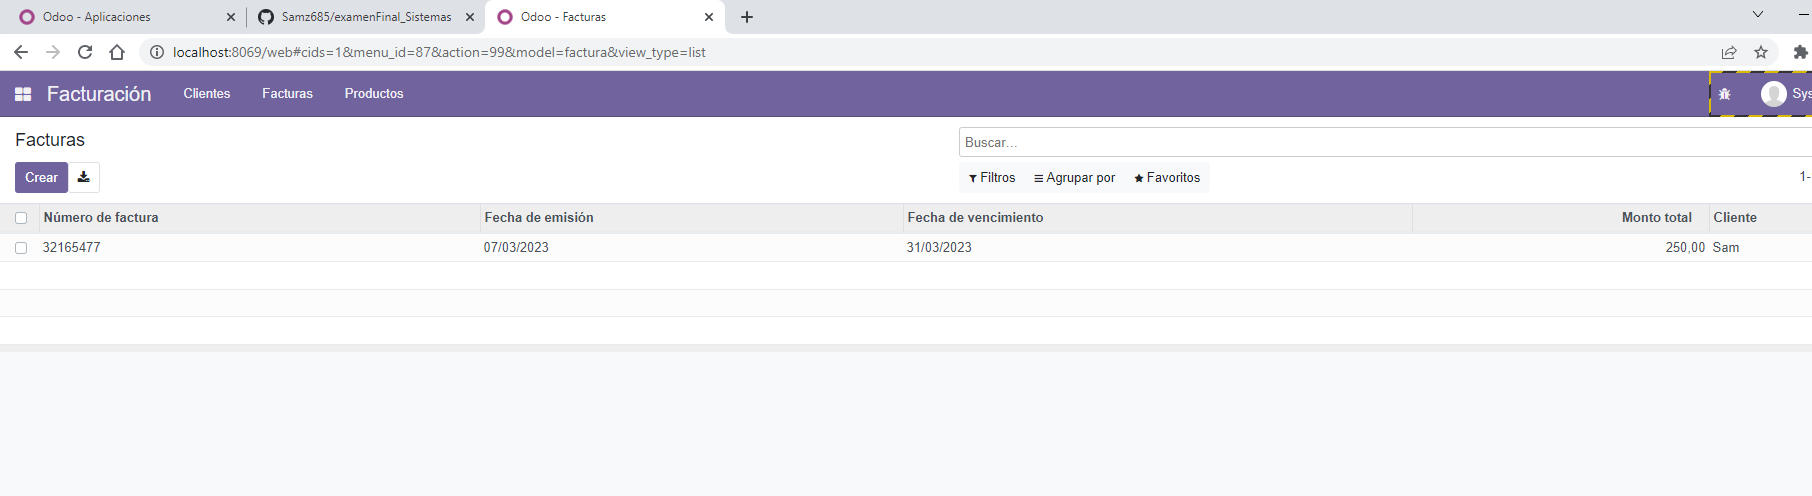 Odoo - Aplicaciones
Samz685/examenFinal_Sistemas
Odoo - Facturas
localhost:8069/web#cids=1&menu_id=87&action=99&model=factura&view_type=list
Facturación Clientes Facturas Productos Sys
Facturas
Buscar...
Crear
Filtros Agrupar por Favoritos 1-
Número de factura Fecha de emisión Fecha de vencimiento Monto total Cliente
32165477 07/03/2023 31/03/2023 250,00 Sam